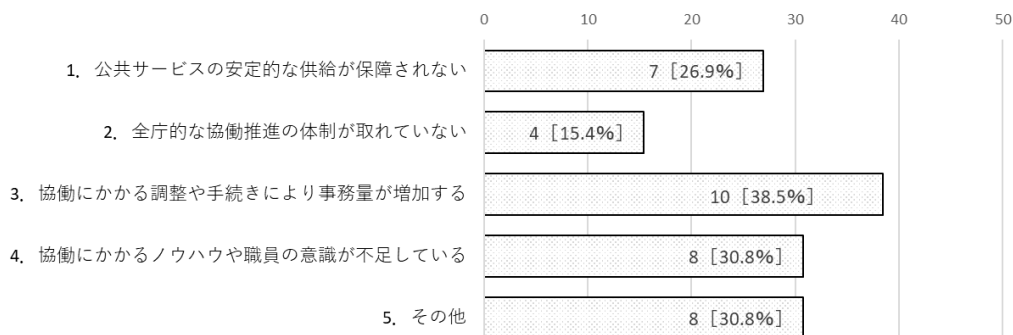 0 10 20 30 40 50
1. 公共サービスの安定的な供給が保障されない 7［26.9%］
2. 全庁的な協働推進の体制が取れていない 4［15.4%］
3. 協働にかかる調整や手続きにより事務量が増加する 10［38.5%］
4. 協働にかかるノウハウや職員の意識が不足している 8［30.8%］
5. その他 8［30.8%］